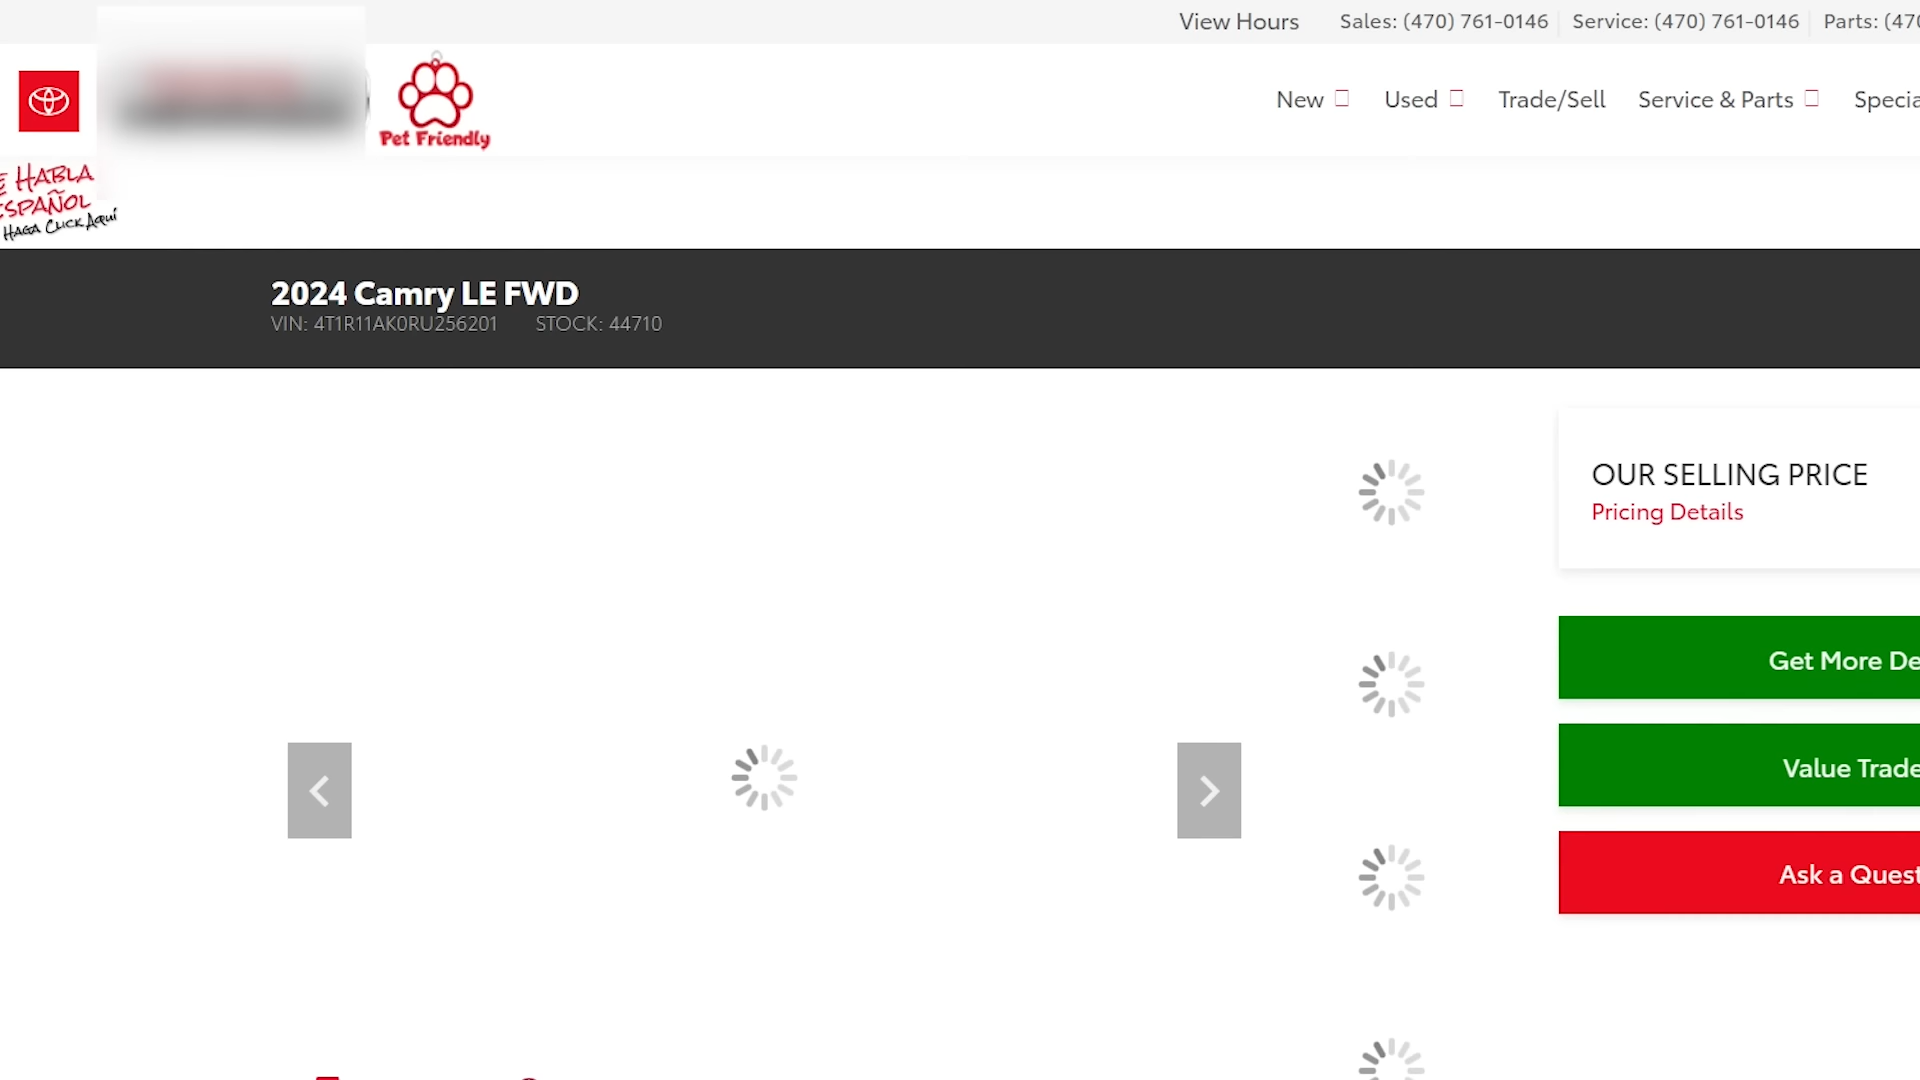 View Hours Sales: (470) 761-0146 Service: (470) 761-0146 Parts: (470
Pet Friendly
New Used Trade/Sell Service & Parts Specia
E HABLA
ESPAÑOL
HAGA CLICK AQUÍ
2024 Camry LE FWD
VIN: 4T1R11AK0RU256201 STOCK: 44710
OUR SELLING PRICE
Pricing Details
Get More De
Value Trade
Ask a Quest